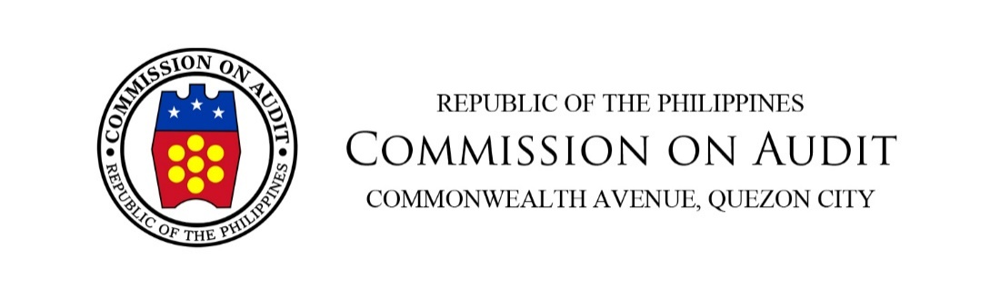 COMMISSION ON AUDIT
REPUBLIC OF THE PHILIPPINES
REPUBLIC OF THE PHILIPPINES
COMMISSION ON AUDIT
COMMONWEALTH AVENUE, QUEZON CITY